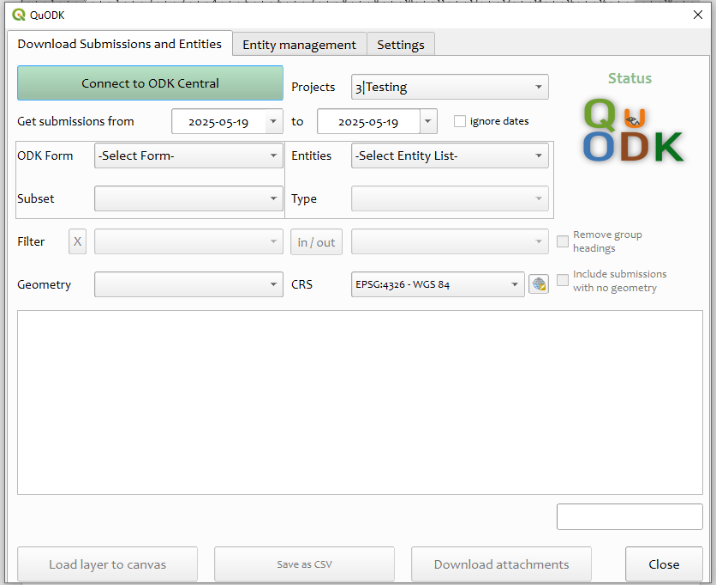 QuODK
Download Submissions and Entities Entity management Settings
Connect to ODK Central Projects 3|Testing Status
Get submissions from 2025-05-19 to 2025-05-19 ignore dates
Qu
ODK
ODK Form -Select Form- Entities -Select Entity List-
Subset Type
Filter X in / out Remove group
headings
Geometry CRS EPSG:4326 - WGS 84 Include submissions
with no geometry
Load layer to canvas Save as CSV Download attachments Close